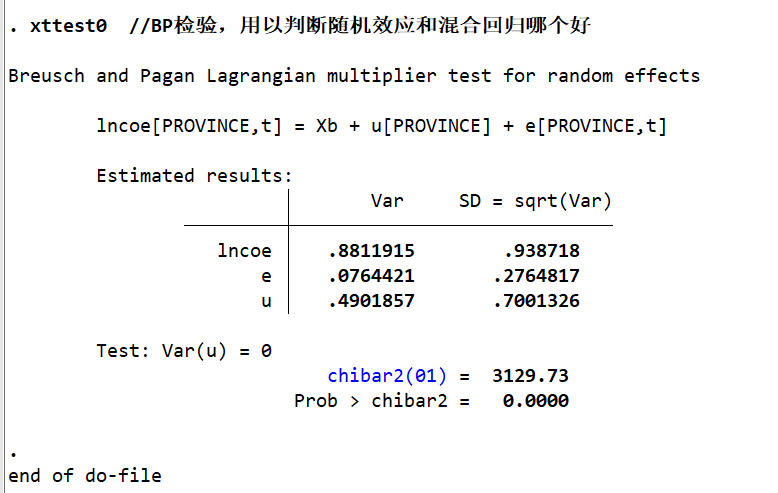 . xttest0  //BP检验，用以判断随机效应和混合回归哪个好
Breusch and Pagan Lagrangian multiplier test for random effects
lncoe[PROVINCE,t] = Xb + u[PROVINCE] + e[PROVINCE,t]
Estimated results:
Var     SD = sqrt(Var)
lncoe    .8811915    .938718
e    .0764421    .2764817
u    .4901857    .7001326
Test: Var(u) = 0
chibar2(01) =  3129.73
Prob > chibar2 =   0.0000
.
end of do-file